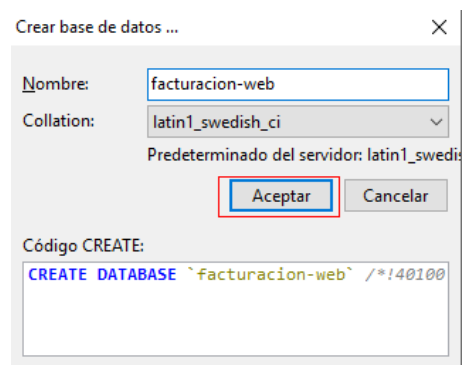 Crear base de datos ...
Nombre: facturacion-web
Collation: latin1_swedish_ci
Predeterminado del servidor: latin1_swedis
Aceptar Cancelar
Código CREATE:
CREATE DATABASE `facturacion-web` /*!40100